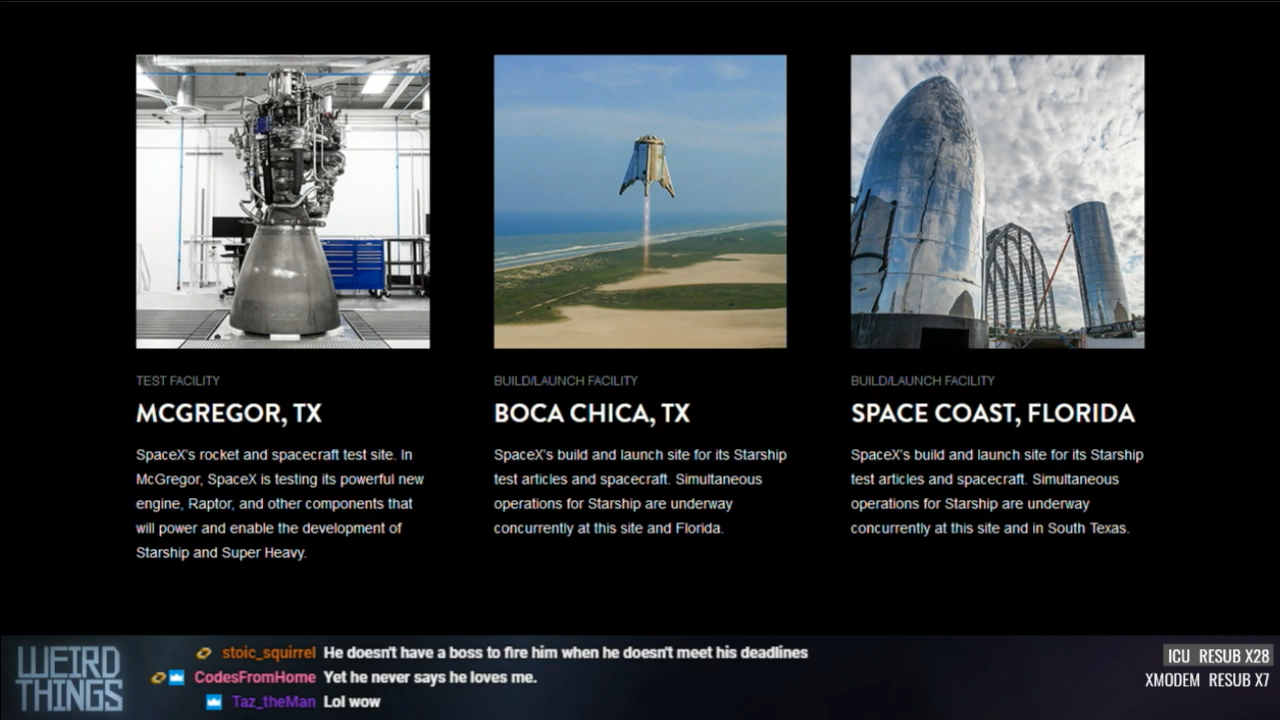 TEST FACILITY
MCGREGOR, TX
SpaceX's rocket and spacecraft test site. In
McGregor, SpaceX is testing its powerful new
engine, Raptor, and other components that
will power and enable the development of
Starship and Super Heavy.
BUILD/LAUNCH FACILITY
BOCA CHICA, TX
SpaceX's build and launch site for its Starship
test articles and spacecraft. Simultaneous
operations for Starship are underway
concurrently at this site and Florida.
BUILD/LAUNCH FACILITY
SPACE COAST, FLORIDA
SpaceX's build and launch site for its Starship
test articles and spacecraft. Simultaneous
operations for Starship are underway
concurrently at this site and in South Texas.
WEIRD
THINGS
stoic_squirrel He doesn't have a boss to fire him when he doesn't meet his deadlines
CodesFromHome Yet he never says he loves me.
Taz_theMan Lol wow
ICU RESUB X28
XMODEM RESUB X7